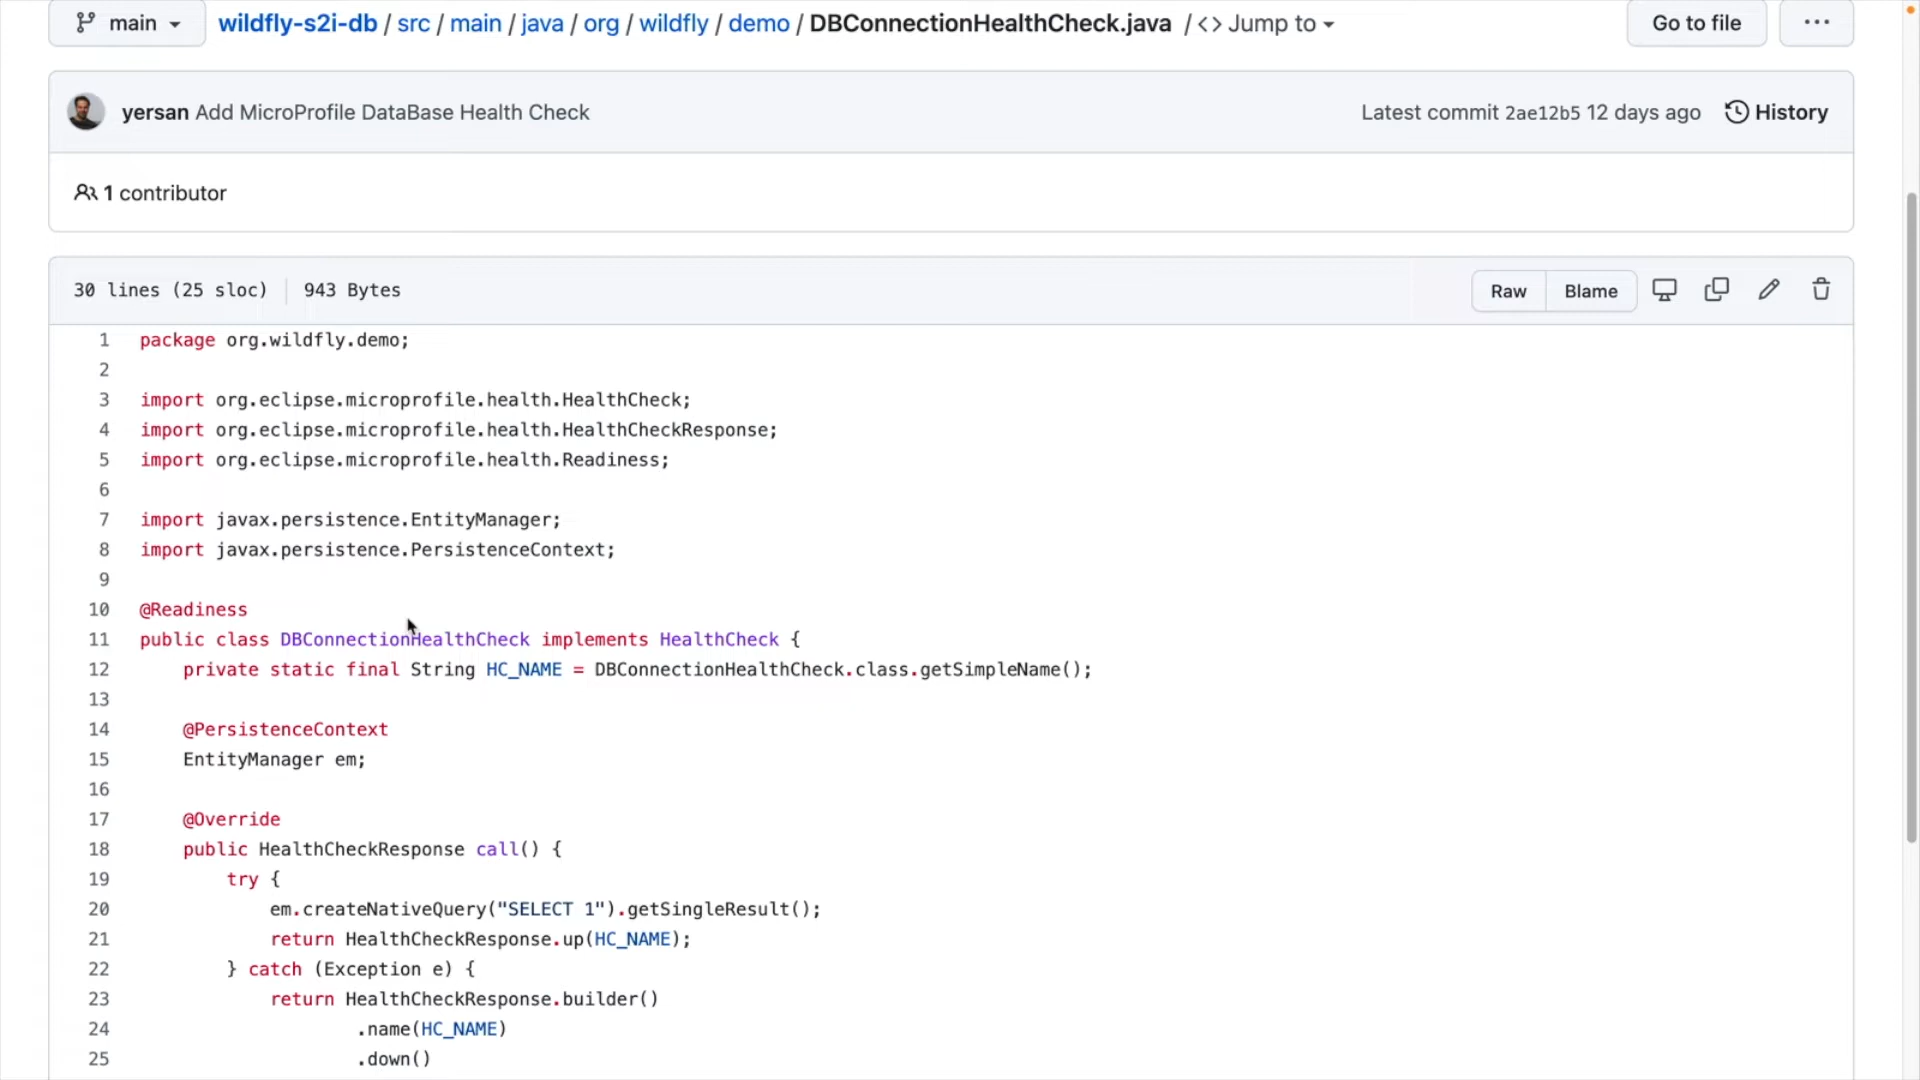 main
wildfly-s2i-db / src / main / java / org / wildfly / demo / DBConnectionHealthCheck.java / <> Jump to
Go to file
...
yersan Add MicroProfile DataBase Health Check
Latest commit 2ae12b5 12 days ago
History
1 contributor
30 lines (25 sloc)
943 Bytes
Raw
Blame
1 package org.wildfly.demo;
2
3 import org.eclipse.microprofile.health.HealthCheck;
4 import org.eclipse.microprofile.health.HealthCheckResponse;
5 import org.eclipse.microprofile.health.Readiness;
6
7 import javax.persistence.EntityManager;
8 import javax.persistence.PersistenceContext;
9
10 @Readiness
11 public class DBConnectionHealthCheck implements HealthCheck {
12     private static final String HC_NAME = DBConnectionHealthCheck.class.getSimpleName();
13
14     @PersistenceContext
15     EntityManager em;
16
17     @Override
18     public HealthCheckResponse call() {
19         try {
20             em.createNativeQuery("SELECT 1").getSingleResult();
21             return HealthCheckResponse.up(HC_NAME);
22         } catch (Exception e) {
23             return HealthCheckResponse.builder()
24                     .name(HC_NAME)
25                     .down()